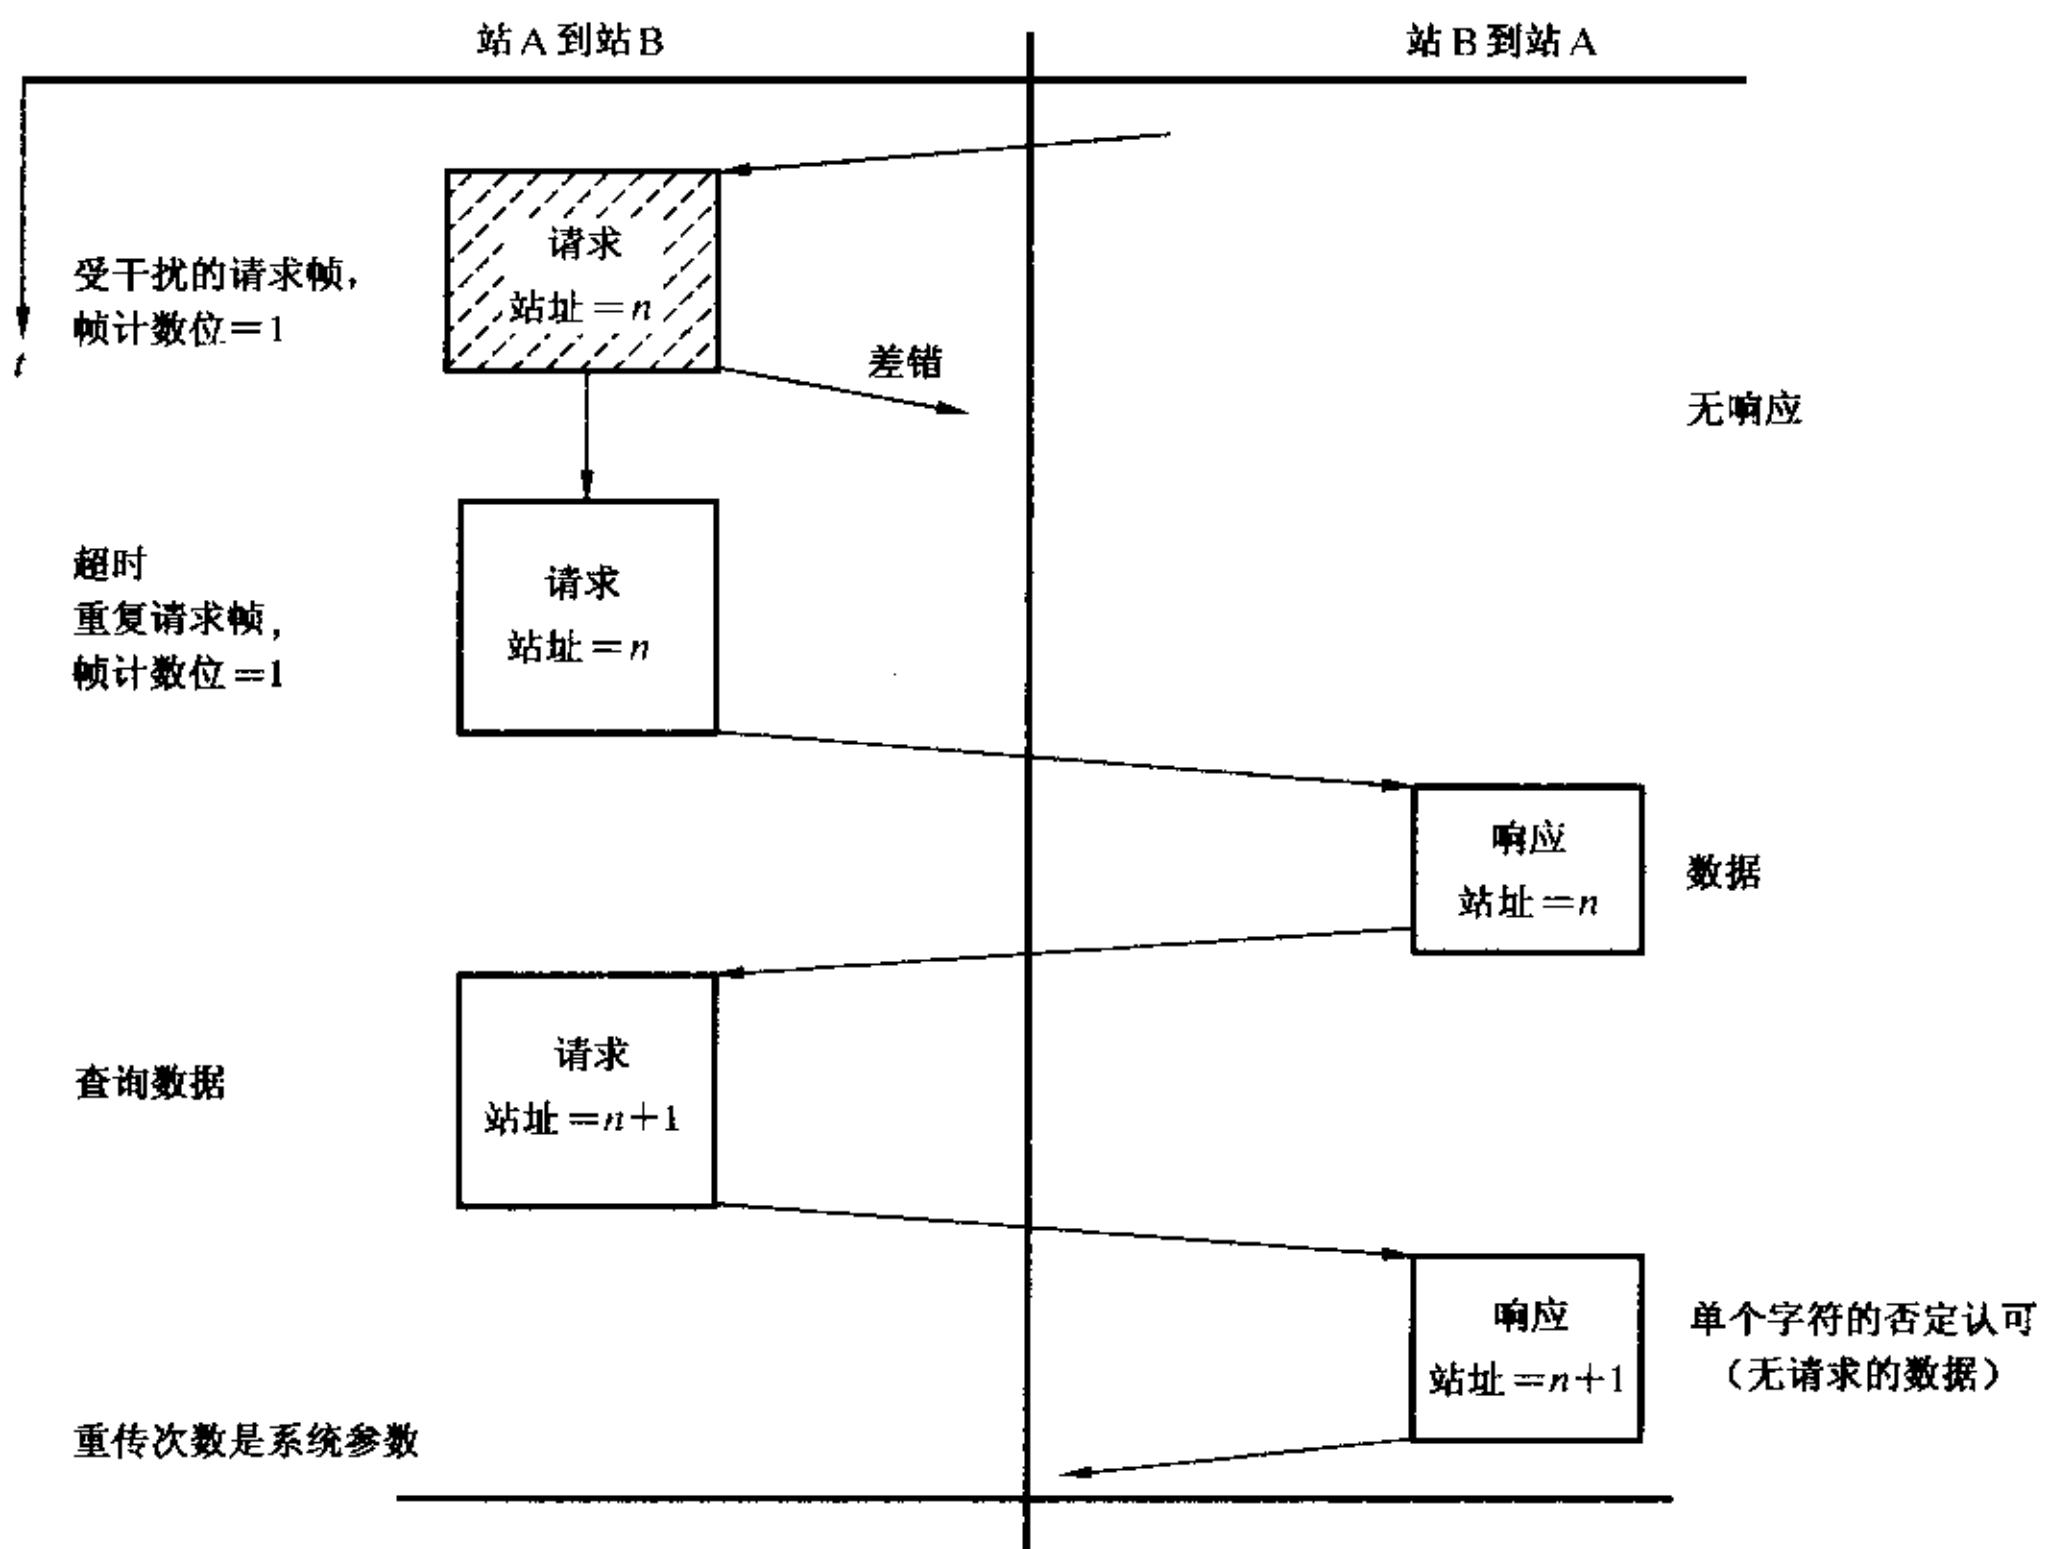 站A到站B
站B到站A
请求
站址=n
受干扰的请求帧，
帧计数位=1
t
差错
无响应
超时
重复请求帧，
帧计数位=1
请求
站址=n
响应
站址=n
数据
查询数据
请求
站址=n+1
响应
站址=n+1
单个字符的否定认可
（无请求的数据）
重传次数是系统参数